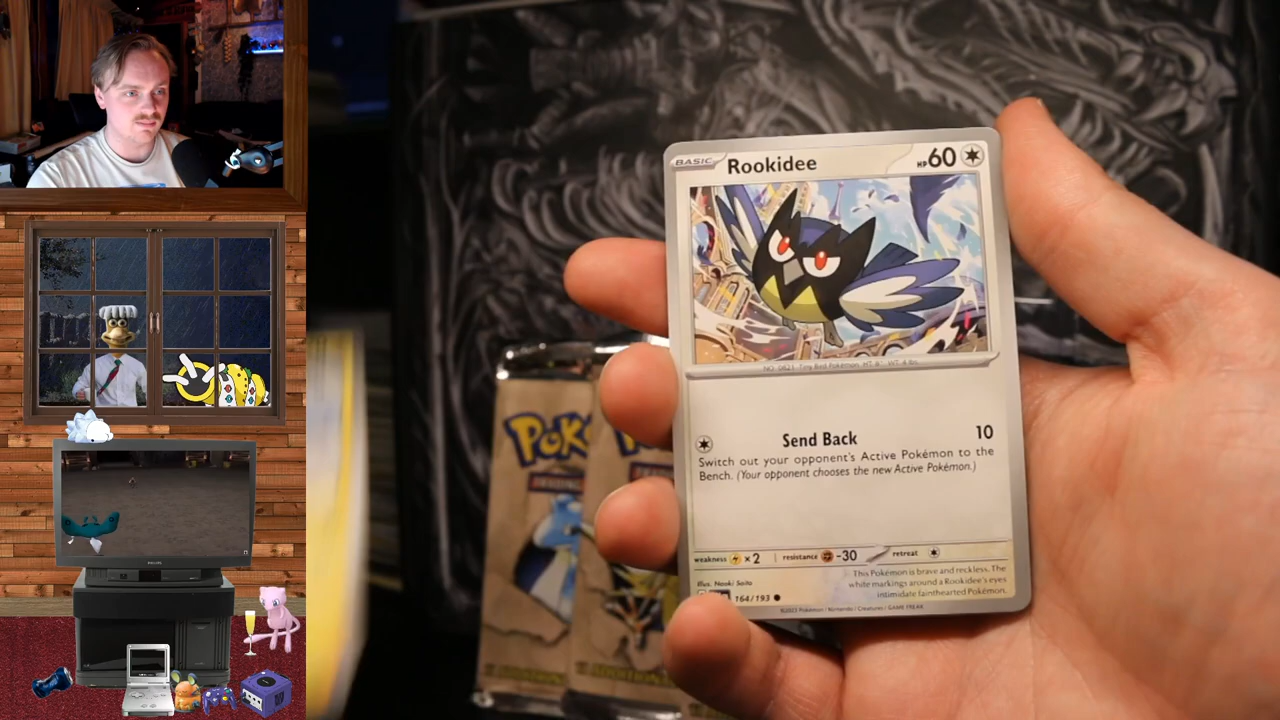 BASIC
Rookidee
HP60
NO. 0821 Tiny Bird Pokémon HT: 8" WT: 4 lbs
Send Back 10
Switch out your opponent's Active Pokémon to the
Bench. (Your opponent chooses the new Active Pokémon.)
weakness ×2 resistance -30 retreat
Illus. Naoki Saito
164/193
This Pokémon is brave and reckless. The
white markings around a Rookidee's eyes
intimidate fainthearted Pokémon.
©2023 Pokémon / Nintendo / Creatures / GAME FREAK
PHILIPS